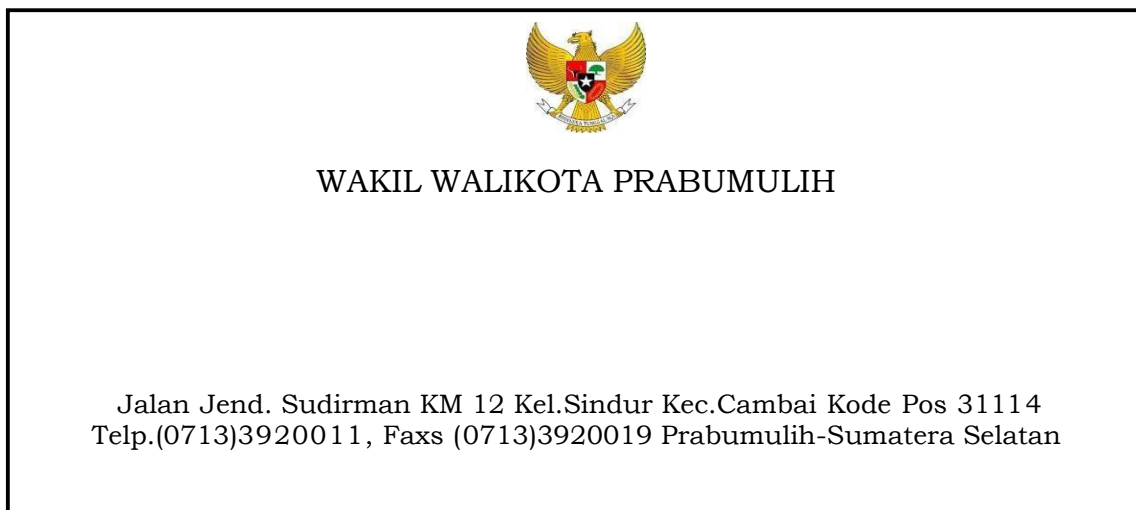 WAKIL WALIKOTA PRABUMULIH
Jalan Jend. Sudirman KM 12 Kel.Sindur Kec.Cambai Kode Pos 31114
Telp.(0713)3920011, Faxs (0713)3920019 Prabumulih-Sumatera Selatan